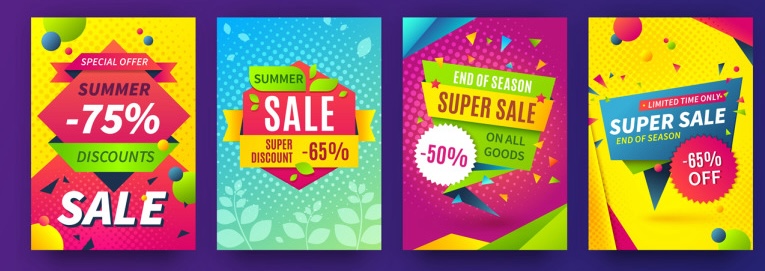 SPECIAL OFFER
SUMMER
-75%
DISCOUNTS
SALE
SUMMER
SALE
SUPER
DISCOUNT
-65%
END OF SEASON
SUPER SALE
-50%
ON ALL
GOODS
LIMITED TIME ONLY
SUPER SALE
END OF SEASON
-65%
OFF